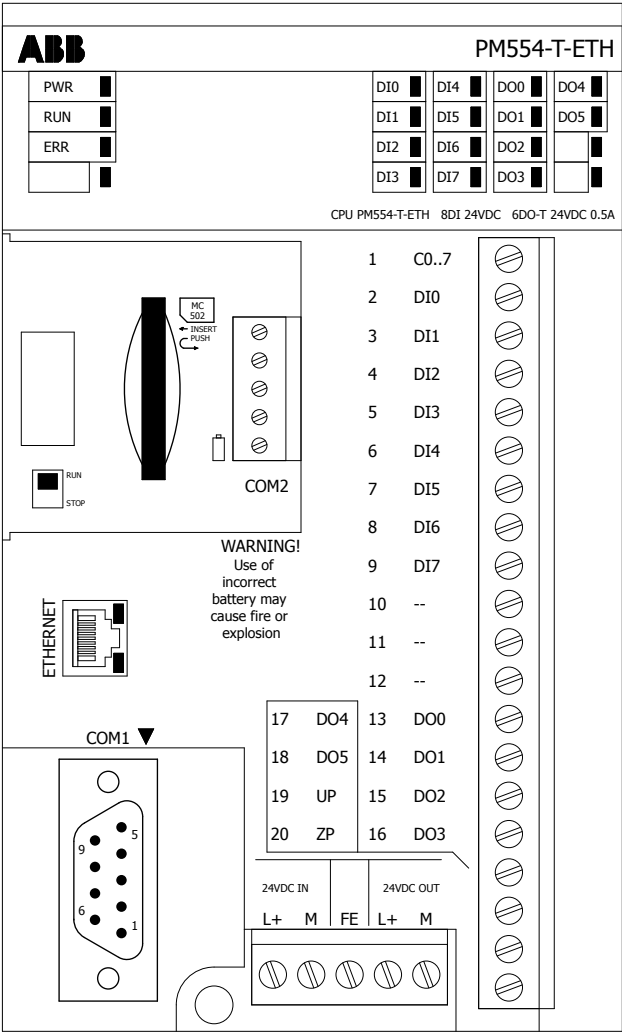 ABB PM554-T-ETH
PWR DI0 DI4 DO0 DO4
RUN DI1 DI5 DO1 DO5
ERR DI2 DI6 DO2
DI3 DI7 DO3
CPU PM554-T-ETH 8DI 24VDC 6DO-T 24VDC 0.5A
1 C0..7
2 DI0
3 DI1
4 DI2
5 DI3
6 DI4
7 DI5
8 DI6
9 DI7
10 --
11 --
12 --
17 DO4 13 DO0
18 DO5 14 DO1
19 UP 15 DO2
20 ZP 16 DO3
MC
502
INSERT
PUSH
RUN
STOP
COM2
WARNING!
Use of
incorrect
battery may
cause fire or
explosion
ETHERNET
COM1
5
9
6
1
24VDC IN 24VDC OUT
L+ M FE L+ M